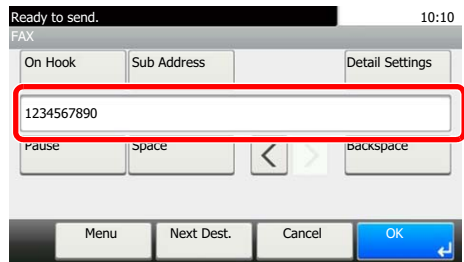 Ready to send. 10:10
FAX
On Hook Sub Address Detail Settings
1234567890
Pause Space Backspace
Menu Next Dest. Cancel OK